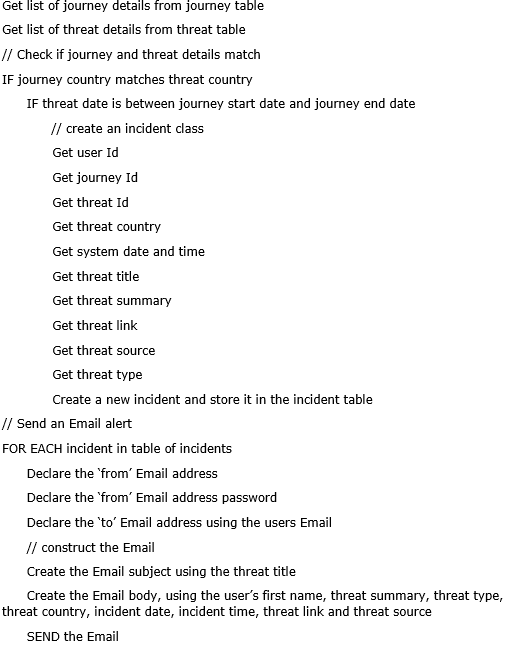 Get list of journey details from journey table
Get list of threat details from threat table
// Check if journey and threat details match
IF journey country matches threat country
IF threat date is between journey start date and journey end date
// create an incident class
Get user Id
Get journey Id
Get threat Id
Get threat country
Get system date and time
Get threat title
Get threat summary
Get threat link
Get threat source
Get threat type
Create a new incident and store it in the incident table
// Send an Email alert
FOR EACH incident in table of incidents
Declare the ‘from’ Email address
Declare the ‘from’ Email address password
Declare the ‘to’ Email address using the users Email
// construct the Email
Create the Email subject using the threat title
Create the Email body, using the user’s first name, threat summary, threat type,
threat country, incident date, incident time, threat link and threat source
SEND the Email